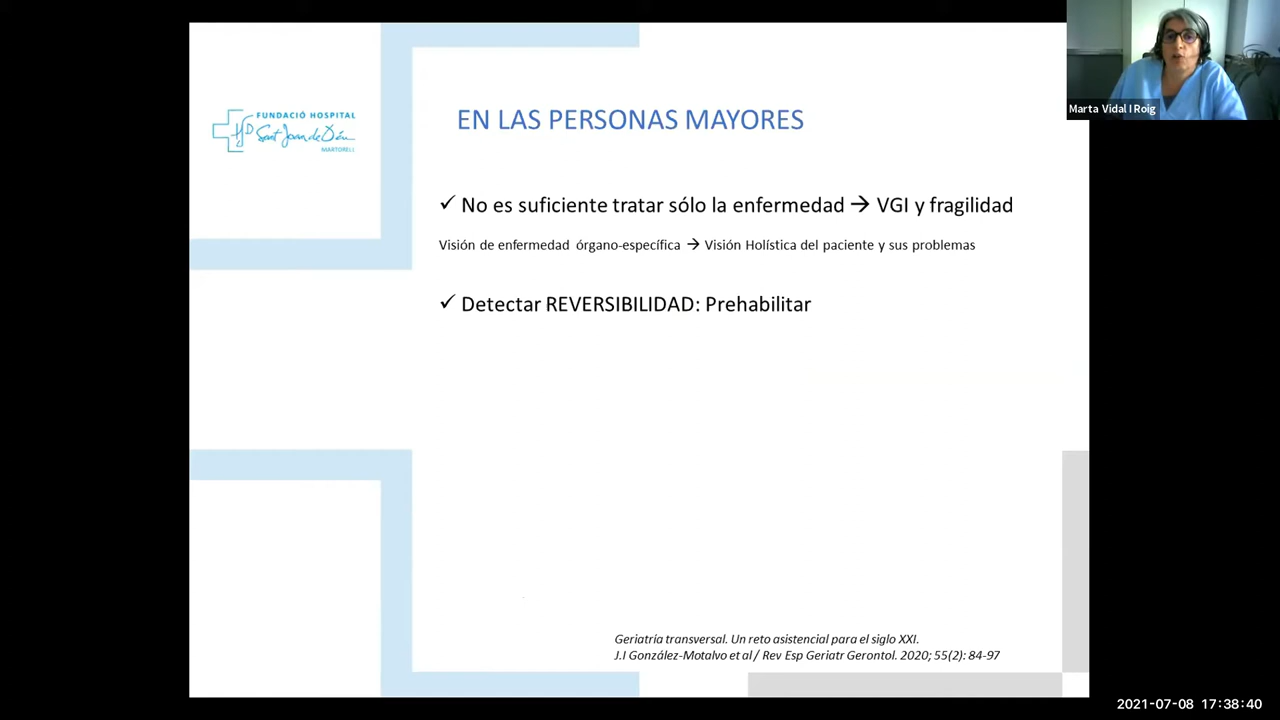 FUNDACIÓ HOSPITAL
Sant Joan de Déu
MARTORELL
EN LAS PERSONAS MAYORES
✓ No es suficiente tratar sólo la enfermedad → VGI y fragilidad
Visión de enfermedad órgano-específica → Visión Holística del paciente y sus problemas
✓ Detectar REVERSIBILIDAD: Prehabilitar
Geriatría transversal. Un reto asistencial para el siglo XXI.
J.I González-Motalvo et al / Rev Esp Geriatr Gerontol. 2020; 55(2): 84-97
Marta Vidal I Roig
2021-07-08 17:38:40